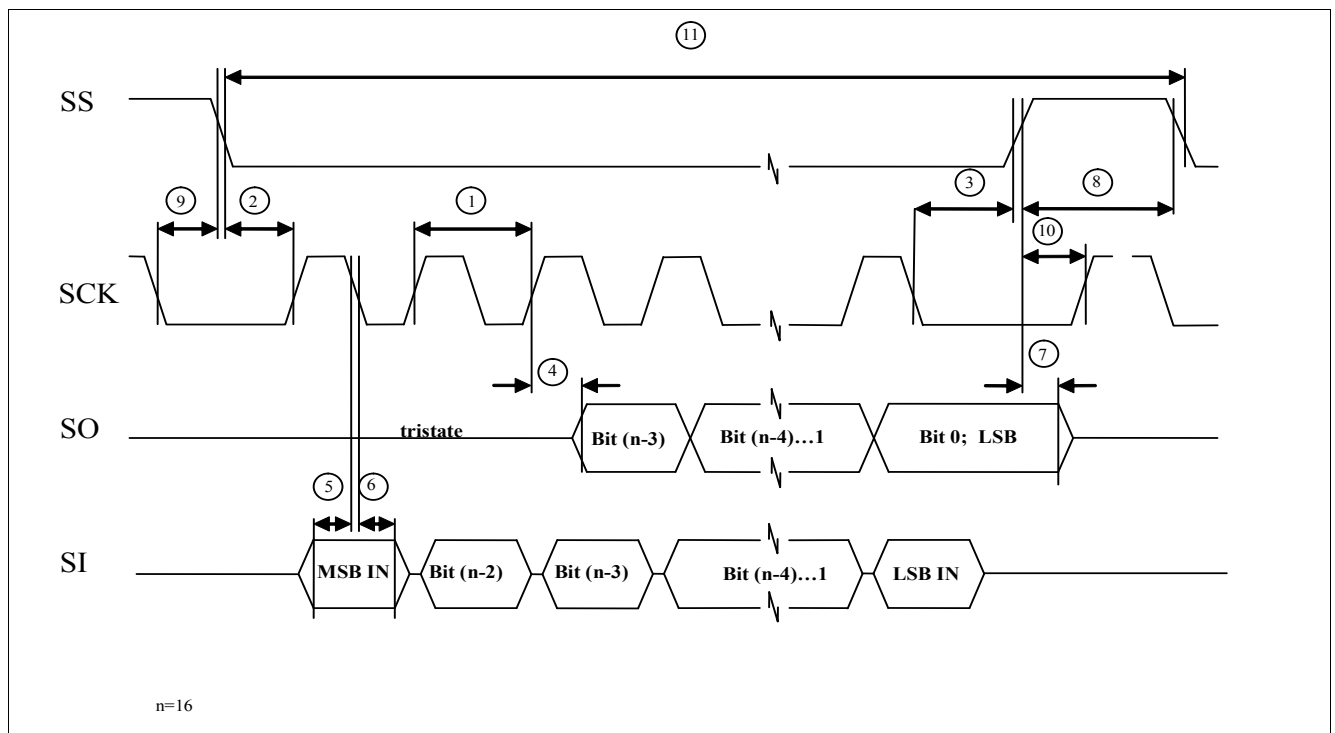 11
SS
9
2
1
3
8
10
SCK
4
7
SO
tristate
Bit (n-3)
Bit (n-4)...1
Bit 0; LSB
5
6
SI
MSB IN
Bit (n-2)
Bit (n-3)
Bit (n-4)...1
LSB IN
n=16